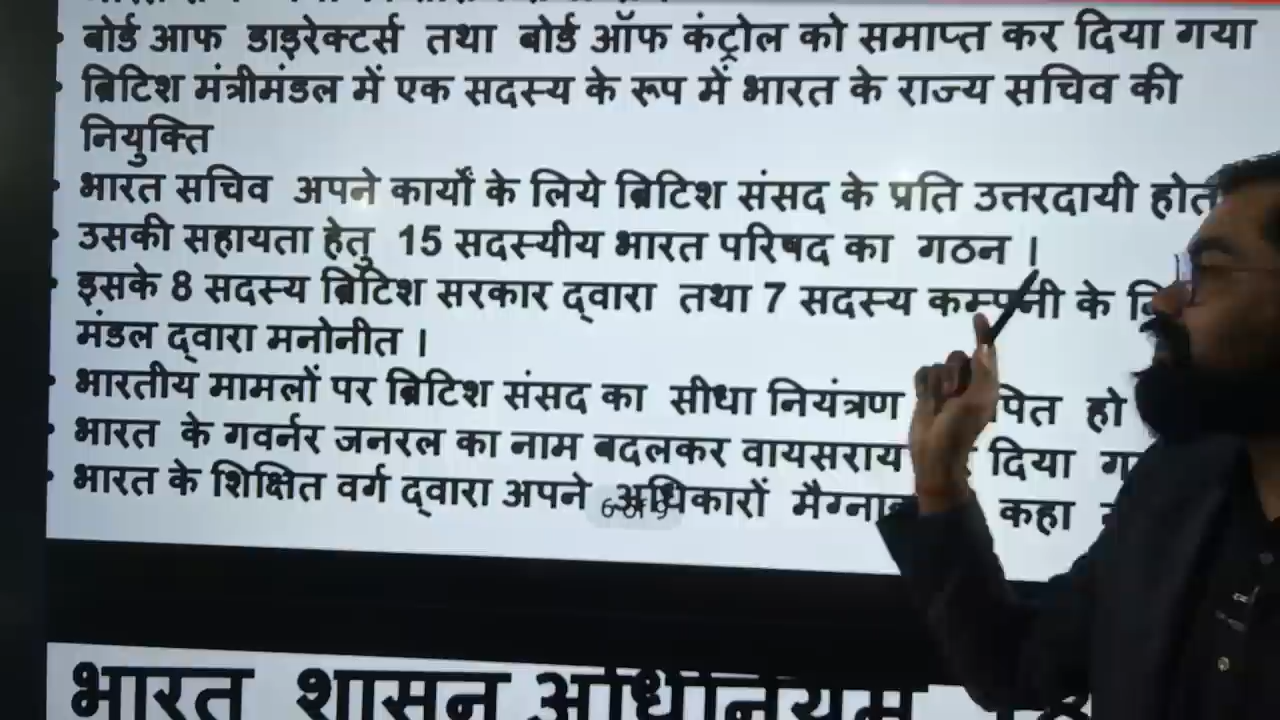 बोर्ड आफ डाइरेक्टर्स तथा बोर्ड ऑफ कंट्रोल को समाप्त कर दिया गया
ब्रिटिश मंत्रीमंडल में एक सदस्य के रूप में भारत के राज्य सचिव की
नियुक्ति
भारत सचिव अपने कार्यों के लिये ब्रिटिश संसद के प्रति उत्तरदायी
उसकी सहायता हेतु 15 सदस्यीय भारत परिषद का गठन ।
इसके 8 सदस्य ब्रिटिश सरकार द्वारा तथा 7 सदस्य कम्पनी के
मंडल द्वारा मनोनीत ।
भारतीय मामलों पर ब्रिटिश संसद का सीधा नियंत्रण हो
भारत के गवर्नर जनरल का नाम बदलकर वायसराय दिया
भारत के शिक्षित वर्ग द्वारा अपने अधिकारों कहा
6 of 9
भारत शासन अधिनियम